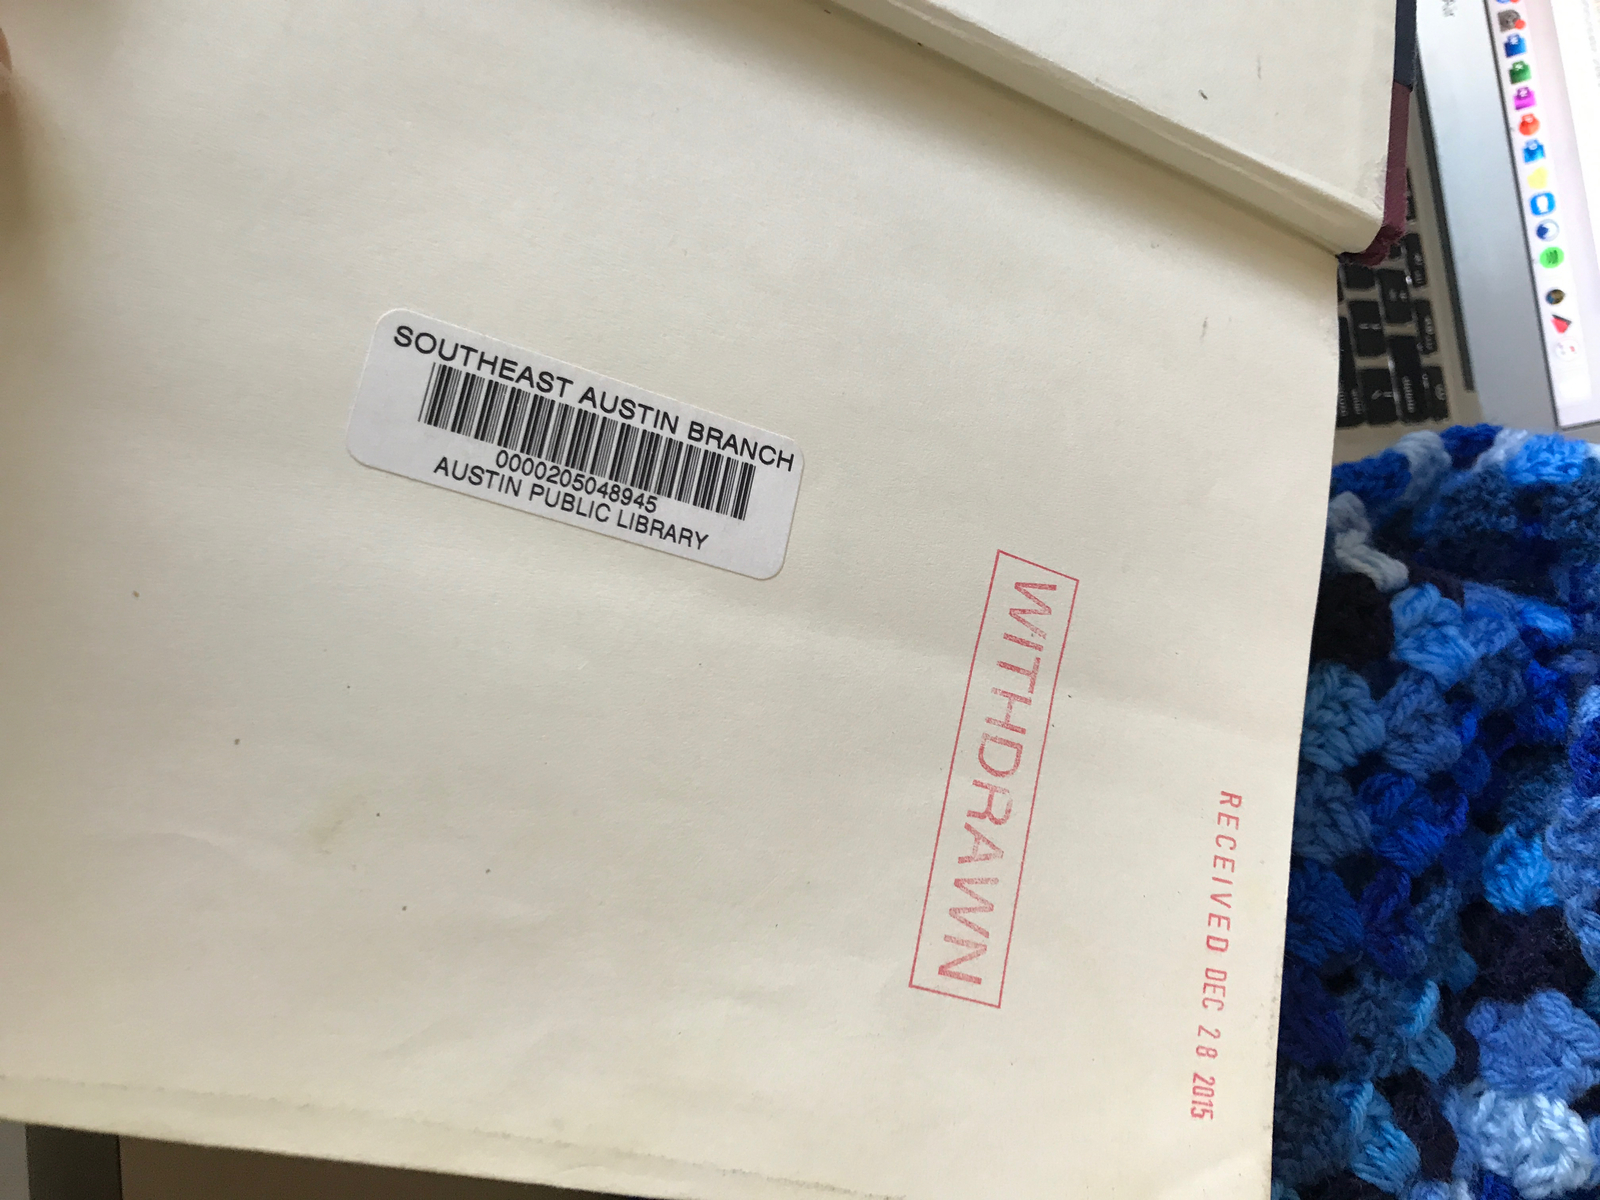 SOUTHEAST AUSTIN BRANCH
0000205048945
AUSTIN PUBLIC LIBRARY
WITHDRAWN
RECEIVED DEC 28 2015